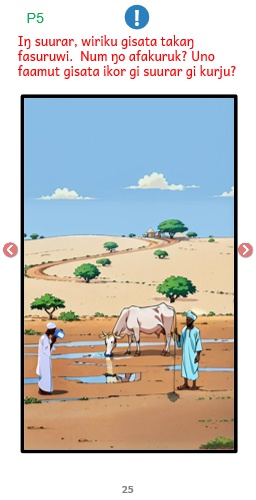 P5
!
Iŋ suurar, wiriku gisata takaŋ
fasuruwi.  Num ŋo afakuruk? Uno
faamut gisata ikor gi suurar gi kurju?
25